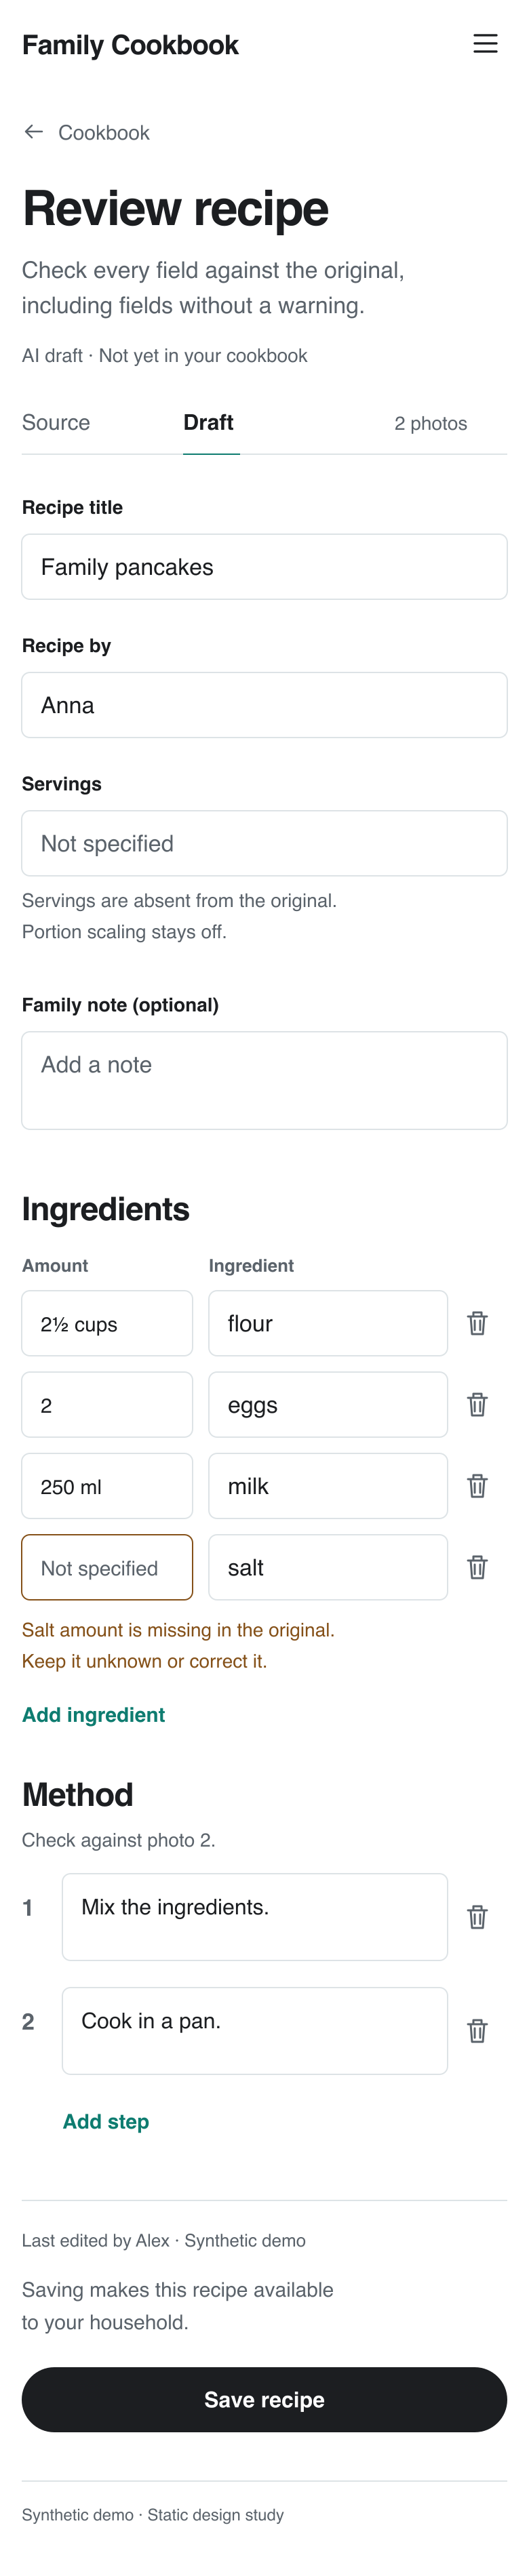 Family Cookbook
Cookbook
Review recipe
Check every field against the original,
including fields without a warning.
AI draft · Not yet in your cookbook
Source Draft 2 photos
Recipe title
Family pancakes
Recipe by
Anna
Servings
Not specified
Servings are absent from the original.
Portion scaling stays off.
Family note (optional)
Add a note
Ingredients
Amount Ingredient
2½ cups flour
2 eggs
250 ml milk
Not specified salt
Salt amount is missing in the original.
Keep it unknown or correct it.
Add ingredient
Method
Check against photo 2.
1 Mix the ingredients.
2 Cook in a pan.
Add step
Last edited by Alex · Synthetic demo
Saving makes this recipe available
to your household.
Save recipe
Synthetic demo · Static design study